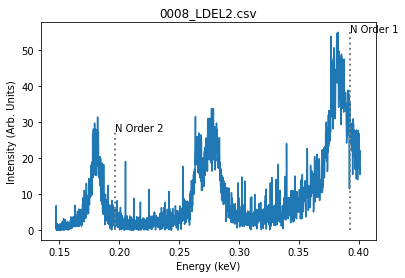 0008_LDEL2.csv
N Order 1
N Order 2
Intensity (Arb. Units)
50
40
30
20
10
0
0.15
0.20
0.25
0.30
0.35
0.40
Energy (keV)